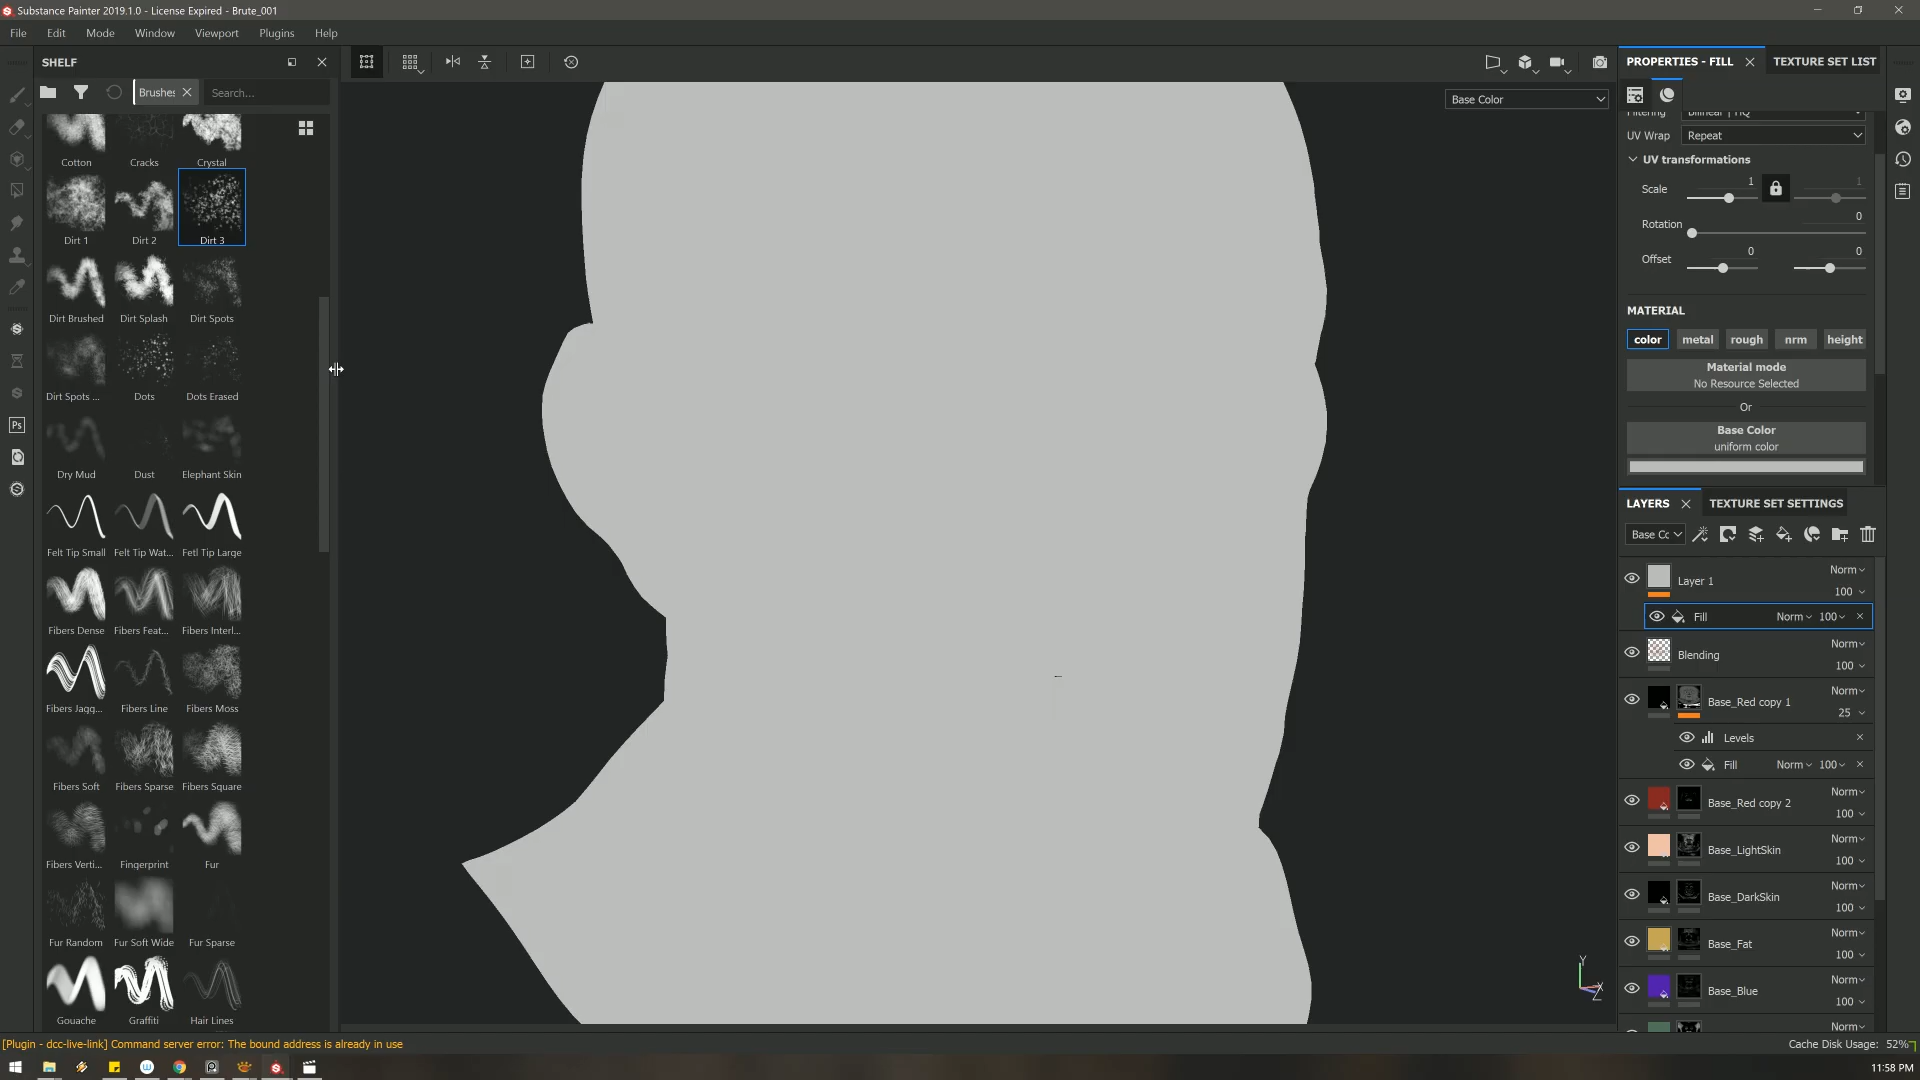 Substance Painter 2019.1.0 - License Expired - Brute_001
File Edit Mode Window Viewport Plugins Help
SHELF
Brushes
Search...
Cotton Cracks Crystal
Dirt 1 Dirt 2 Dirt 3
Dirt Brushed Dirt Splash Dirt Spots
Dirt Spots ... Dots Dots Erased
Dry Mud Dust Elephant Skin
Felt Tip Small Felt Tip Wat... Fetl Tip Large
Fibers Dense Fibers Feat... Fibers Interl...
Fibers Jagg... Fibers Line Fibers Moss
Fibers Soft Fibers Sparse Fibers Square
Fibers Verti... Fingerprint Fur
Fur Random Fur Soft Wide Fur Sparse
Gouache Graffiti Hair Lines
Ps
Base Color
Y
X
Z
PROPERTIES - FILL TEXTURE SET LIST
Filtering Bilinear | HQ
UV Wrap Repeat
UV transformations
Scale 1 1
Rotation 0
Offset 0 0
MATERIAL
color metal rough nrm height
Material mode
No Resource Selected
Or
Base Color
uniform color
LAYERS TEXTURE SET SETTINGS
Base Cc
Layer 1 Norm 100
Fill Norm 100
Blending Norm 100
Base_Red copy 1 Norm 25
Levels
Fill Norm 100
Base_Red copy 2 Norm 100
Base_LightSkin Norm 100
Base_DarkSkin Norm 100
Base_Fat Norm 100
Base_Blue Norm 100
Norm
[Plugin - dcc-live-link] Command server error: The bound address is already in use
Cache Disk Usage: 52%
11:58 PM